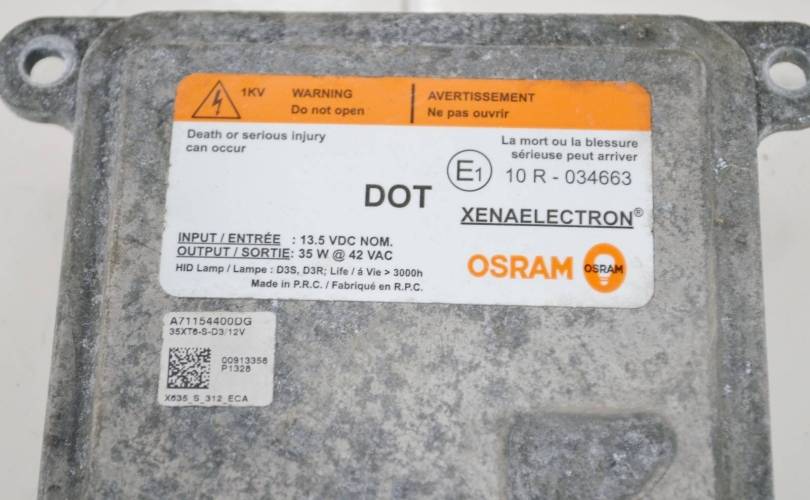 1KV
WARNING
Do not open
AVERTISSEMENT
Ne pas ouvrir
Death or serious injury
can occur
La mort ou la blessure
sérieuse peut arriver
E1
10 R - 034663
DOT
XENAELECTRON®
INPUT / ENTRÉE : 13.5 VDC NOM.
OUTPUT / SORTIE: 35 W @ 42 VAC
HID Lamp / Lampe : D3S, D3R; Life / á Vie > 3000h
Made in P.R.C. / Fabriqué en R.P.C.
OSRAM
OSRAM
A71154400DG
35XT6-S-D3/12V
00913358
P1328
X635_S_312_ECA